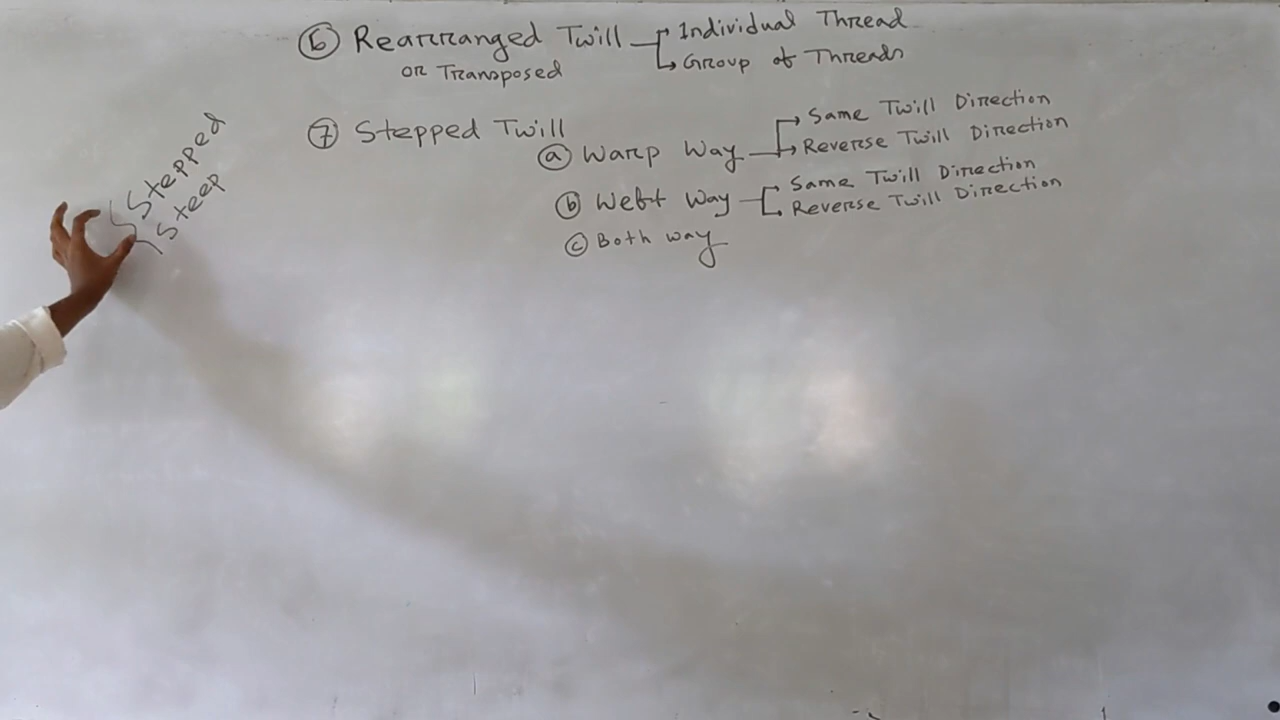 ⑥ Rearranged Twill Individual Thread
or Transposed Group of Threads
⑦ Stepped Twill
ⓐ Warp Way Same Twill Direction
Reverse Twill Direction
ⓑ Weft Way Same Twill Direction
Reverse Twill Direction
ⓒ Both way
Stepped
Steep